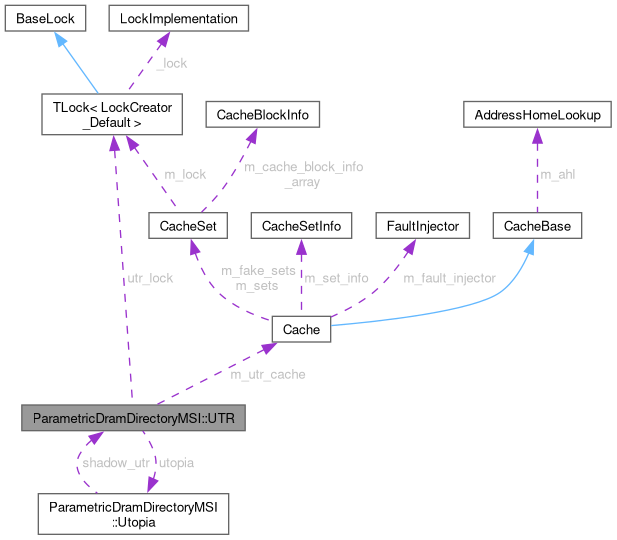 BaseLock
LockImplementation
_lock
TLock< LockCreator
_Default >
CacheBlockInfo
AddressHomeLookup
m_lock
m_cache_block_info
_array
m_ahl
CacheSet
CacheSetInfo
FaultInjector
CacheBase
utr_lock
m_fake_sets
m_sets
m_set_info
m_fault_injector
Cache
m_utr_cache
ParametricDramDirectoryMSI::UTR
shadow_utr
utopia
ParametricDramDirectoryMSI
::Utopia